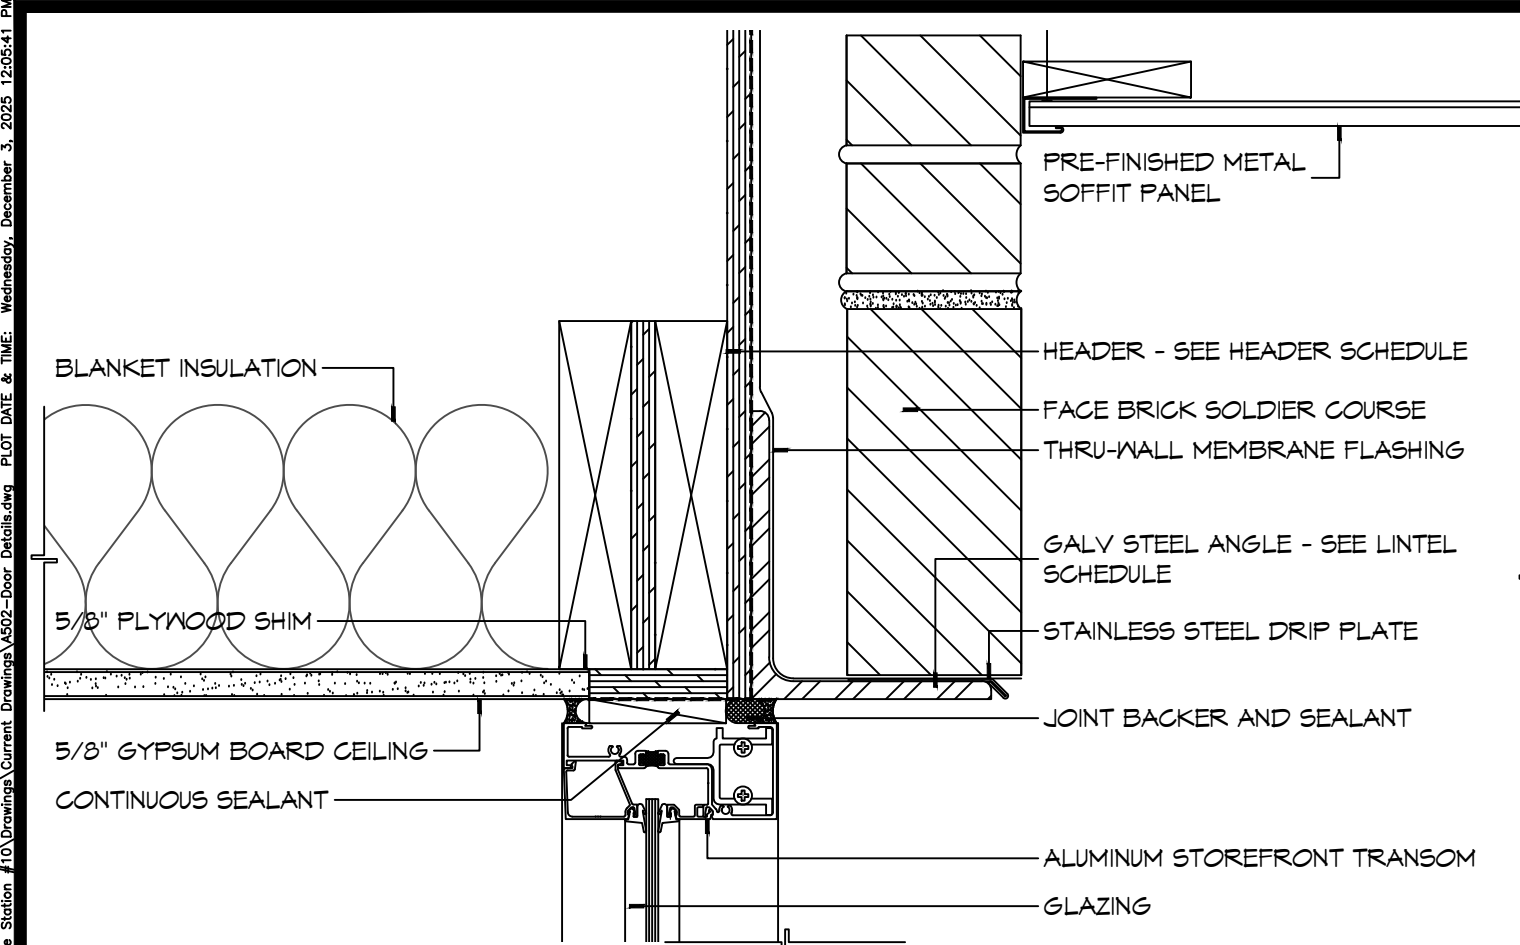 e Station #10\Drawings\Current Drawings\A502-Door Details.dwg PLOT DATE & TIME: Wednesday, December 3, 2025 12:05:41 PM
PRE-FINISHED METAL
SOFFIT PANEL
HEADER - SEE HEADER SCHEDULE
BLANKET INSULATION
FACE BRICK SOLDIER COURSE
THRU-WALL MEMBRANE FLASHING
GALV STEEL ANGLE - SEE LINTEL
SCHEDULE
5/8" PLYWOOD SHIM
STAINLESS STEEL DRIP PLATE
JOINT BACKER AND SEALANT
5/8" GYPSUM BOARD CEILING
CONTINUOUS SEALANT
ALUMINUM STOREFRONT TRANSOM
GLAZING